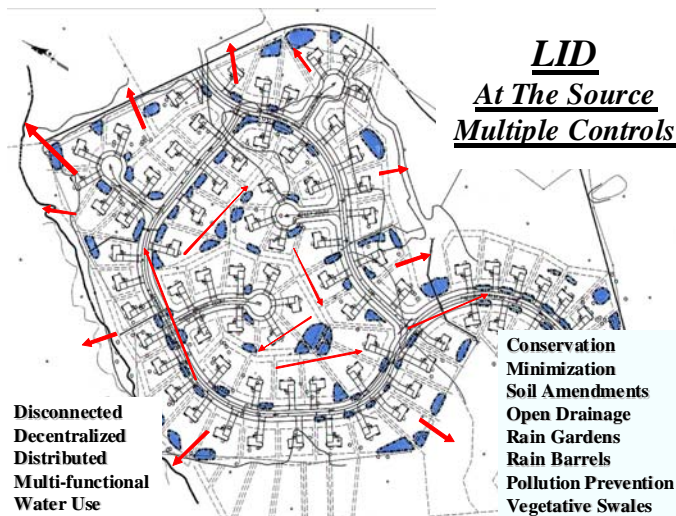 LID
At The Source
Multiple Controls
Disconnected
Decentralized
Distributed
Multi-functional
Water Use
Conservation
Minimization
Soil Amendments
Open Drainage
Rain Gardens
Rain Barrels
Pollution Prevention
Vegetative Swales